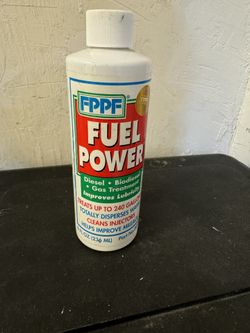 FPPF
FUEL
POWER
Diesel • Biodiesel
• Gas Treatment
Improves Lubricity
TREATS UP TO 240 GALLONS
TOTALLY DISPERSES
CLEANS INJECTORS
HELPS IMPROVE
OZ (236 ML)